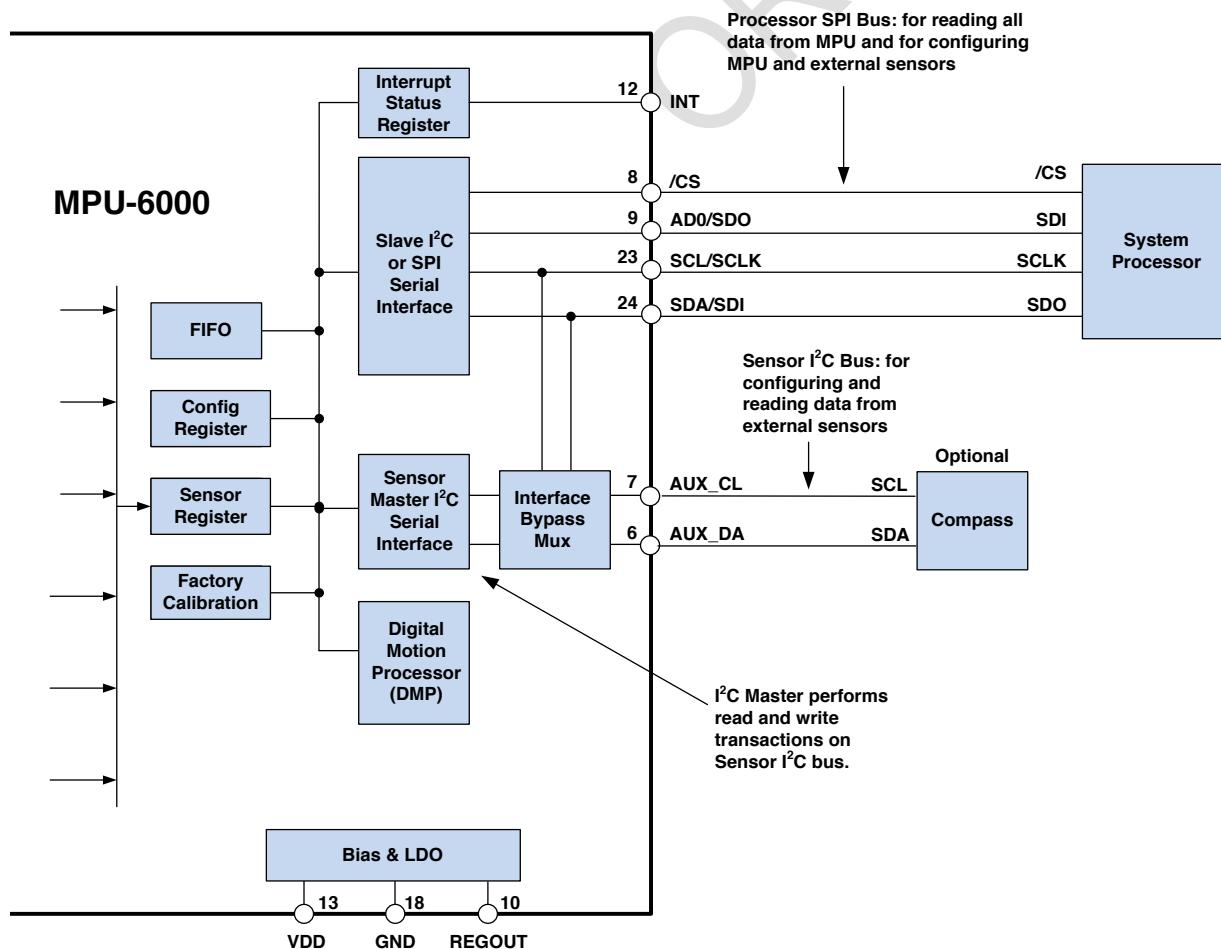 Processor SPI Bus: for reading all
data from MPU and for configuring
MPU and external sensors
Interrupt
Status
Register
12
INT
MPU-6000
Slave I²C
or SPI
Serial
Interface
8
/CS
/CS
9
AD0/SDO
SDI
23
SCL/SCLK
SCLK
24
SDA/SDI
SDO
System
Processor
FIFO
Config
Register
Sensor
Register
Factory
Calibration
Sensor I²C Bus: for
configuring and
reading data from
external sensors
Sensor
Master I²C
Serial
Interface
Interface
Bypass
Mux
7
AUX_CL
SCL
6
AUX_DA
SDA
Optional
Compass
Digital
Motion
Processor
(DMP)
I²C Master performs
read and write
transactions on
Sensor I²C bus.
Bias & LDO
13
18
10
VDD
GND
REGOUT